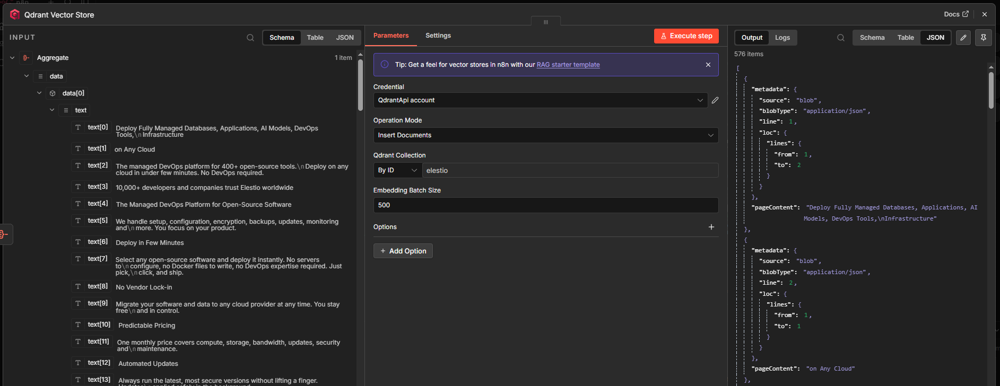 Qdrant Vector Store
Docs
INPUT
Schema
Table
JSON
Aggregate
1 item
data
data[0]
text
text[0] Deploy Fully Managed Databases, Applications, AI Models, DevOps
Tools,\nInfrastructure
text[1] on Any Cloud
text[2] The managed DevOps platform for 400+ open-source tools.\nDeploy on any
cloud in under few minutes. No DevOps required.
text[3] 10,000+ developers and companies trust Elestio worldwide
text[4] The Managed DevOps Platform for Open-Source Software
text[5] We handle setup, configuration, encryption, backups, updates, monitoring
and\nmore. You focus on your product.
text[6] Deploy in Few Minutes
text[7] Select any open-source software and deploy it instantly. No servers
to\nconfigure, no Docker files to write, no DevOps expertise required. Just
pick,\nclick, and ship.
text[8] No Vendor Lock-in
text[9] Migrate your software and data to any cloud provider at any time. You stay
free\nand in control.
text[10] Predictable Pricing
text[11] One monthly price covers compute, storage, bandwidth, updates, security
and\nmaintenance.
text[12] Automated Updates
text[13] Always run the latest, most secure versions without lifting a finger.
Parameters
Settings
Execute step
Tip: Get a feel for vector stores in n8n with our RAG starter template
Credential
QdrantApi account
Operation Mode
Insert Documents
Qdrant Collection
By ID
elestio
Embedding Batch Size
500
Options
Add Option
Output
Logs
Schema
Table
JSON
576 items
[
{
"metadata": {
"source": "blob",
"blobType": "application/json",
"line": 1,
"loc": {
"lines": {
"from": 1,
"to": 2
}
}
},
"pageContent": "Deploy Fully Managed Databases, Applications, AI
Models, DevOps Tools,\nInfrastructure"
},
{
"metadata": {
"source": "blob",
"blobType": "application/json",
"line": 2,
"loc": {
"lines": {
"from": 1,
"to": 1
}
}
},
"pageContent": "on Any Cloud"
},